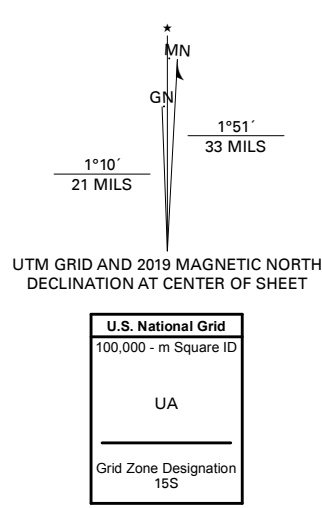 ★
MN
GN
1°51´
33 MILS
1°10´
21 MILS
UTM GRID AND 2019 MAGNETIC NORTH
DECLINATION AT CENTER OF SHEET
U.S. National Grid
100,000 - m Square ID
UA
Grid Zone Designation
15S